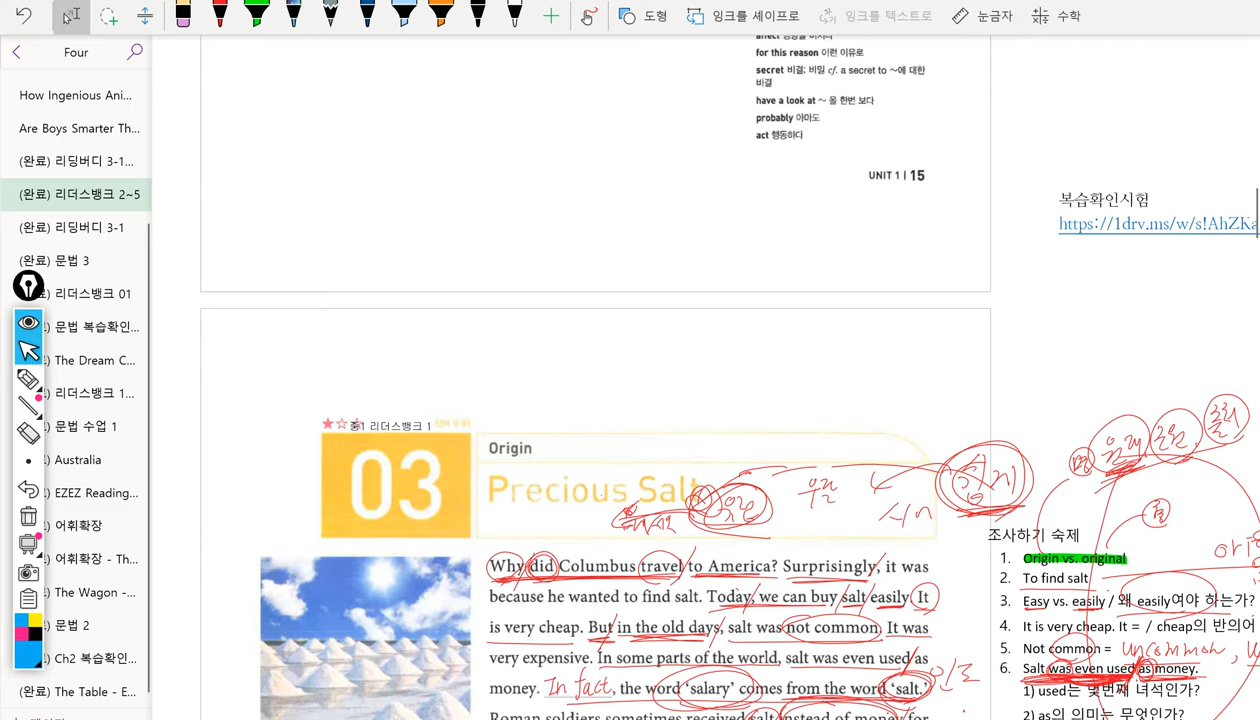 도형
잉크를 셰이프로
잉크를 텍스트로
눈금자
수학
Four
How Ingenious Ani...
Are Boys Smarter Th...
(완료) 리딩버디 3-1...
(완료) 리더스뱅크 2~5
(완료) 리딩버디 3-1
(완료) 문법 3
) 리더스뱅크 01
) 문법 복습확인...
) The Dream C...
) 리더스뱅크 1...
) 문법 수업 1
) Australia
) EZEZ Reading...
) 어휘확장
) 어휘확장 - Th...
) The Wagon -...
) 문법 2
) Ch2 복습확인...
(완료) The Table - E...
for this reason 이런 이유로
secret 비결; 비밀 cf. a secret to ~에 대한
비결
have a look at ~ 을 한번 보다
probably 아마도
act 행동하다
UNIT 1 | 15
복습확인시험
https://1drv.ms/w/s!AhZKa
중1 리더스뱅크 1
03
Origin
Precious Salt
Why did Columbus travel to America? Surprisingly, it was
because he wanted to find salt. Today, we can buy salt easily. It
is very cheap. But in the old days, salt was not common. It was
very expensive. In some parts of the world, salt was even used as
money. In fact, the word ‘salary’ comes from the word ‘salt.’
Roman soldiers sometimes received salt instead of money for
조사하기 숙제
1. Origin vs. original
2. To find salt
3. Easy vs. easily / 왜 easily여야 하는가?
4. It is very cheap. It = / cheap의 반의어
5. Not common = uncommon,
6. Salt was even used as money.
1) used는 몇번째 녀석인가?
2) as의 의미는 무엇인가?